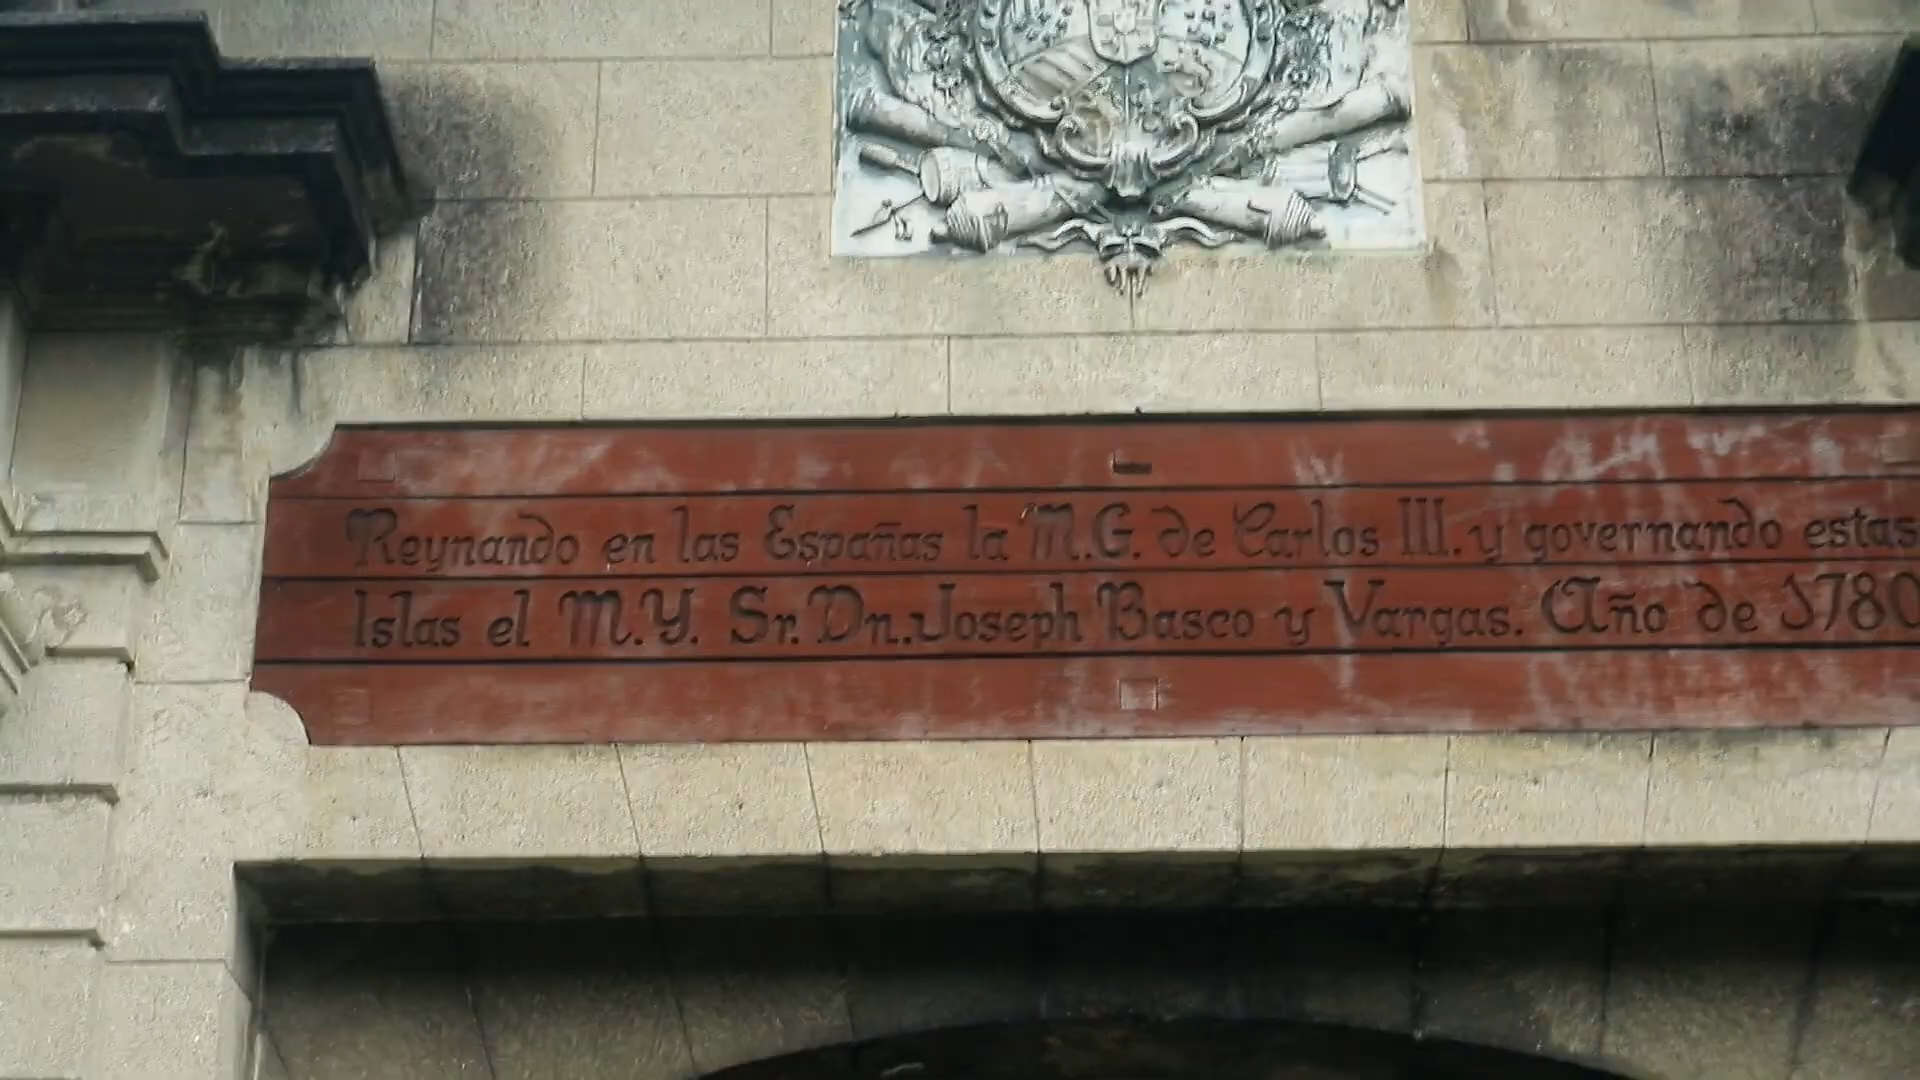 Reynando en las Españas la M.G. de Carlos III. y governando estas
Islas el M.Y. Sr. Dn. Joseph Basco y Vargas. Año de 1780